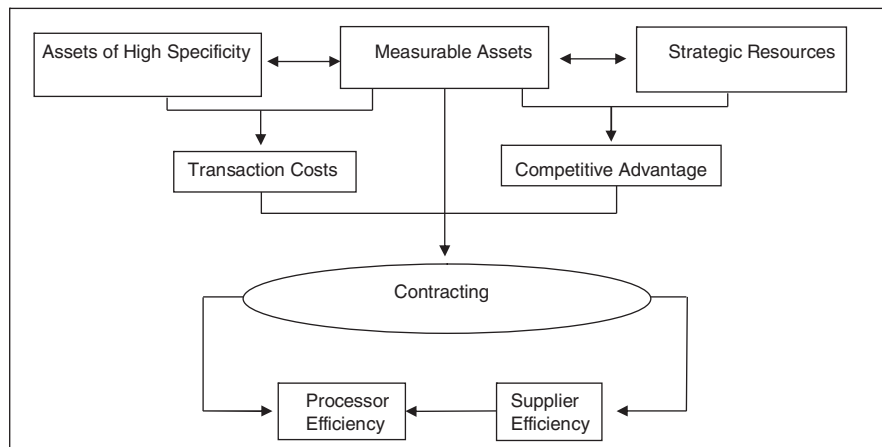 Assets of High Specificity
Measurable Assets
Strategic Resources
Transaction Costs
Competitive Advantage
Contracting
Processor
Efficiency
Supplier
Efficiency